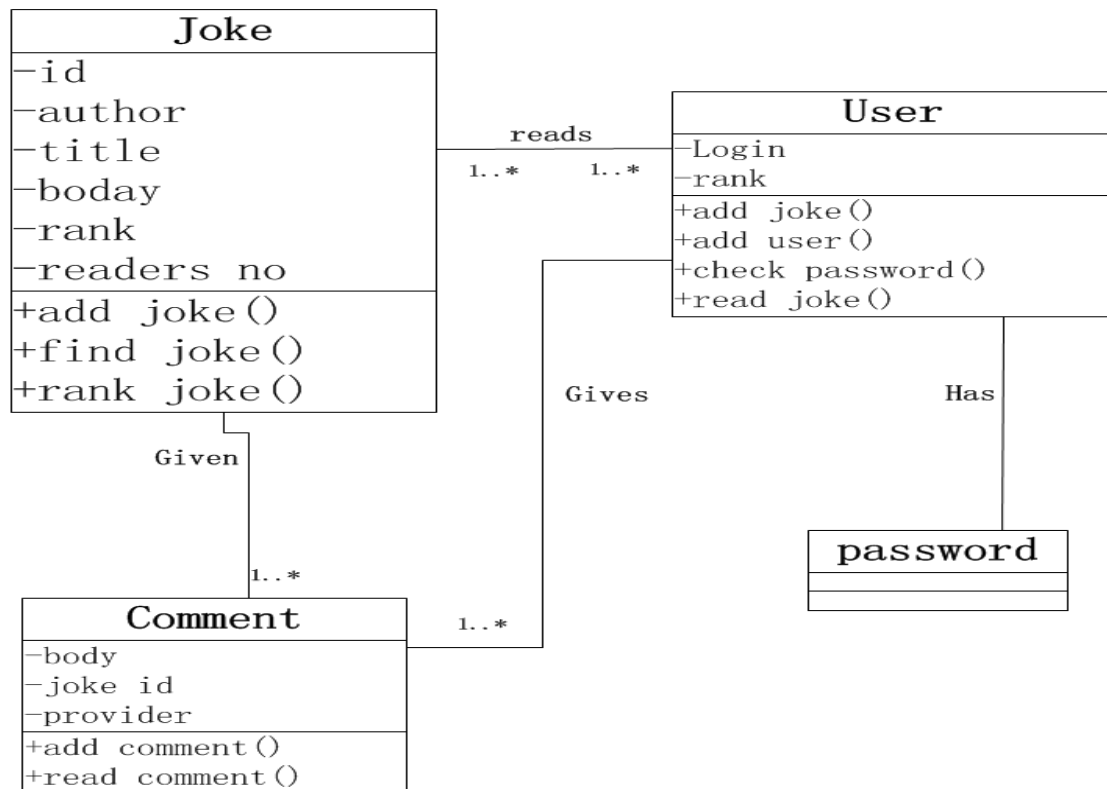 Joke
-id
-author
-title
-boday
-rank
-readers no
+add joke()
+find joke()
+rank joke()
reads
1..* 1..*
User
-Login
-rank
+add joke()
+add user()
+check password()
+read joke()
Given
1..*
Gives
1..*
Has
password
Comment
-body
-joke id
-provider
+add comment()
+read comment()